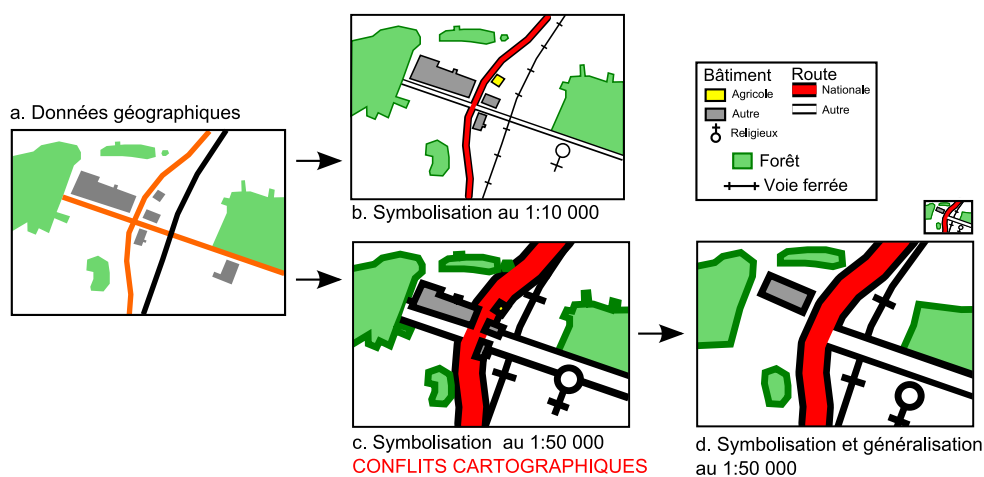 a. Données géographiques
b. Symbolisation au 1:10 000
Bâtiment
Agricole
Autre
Religieux
Route
Nationale
Autre
Forêt
Voie ferrée
c. Symbolisation au 1:50 000
CONFLITS CARTOGRAPHIQUES
d. Symbolisation et généralisation
au 1:50 000